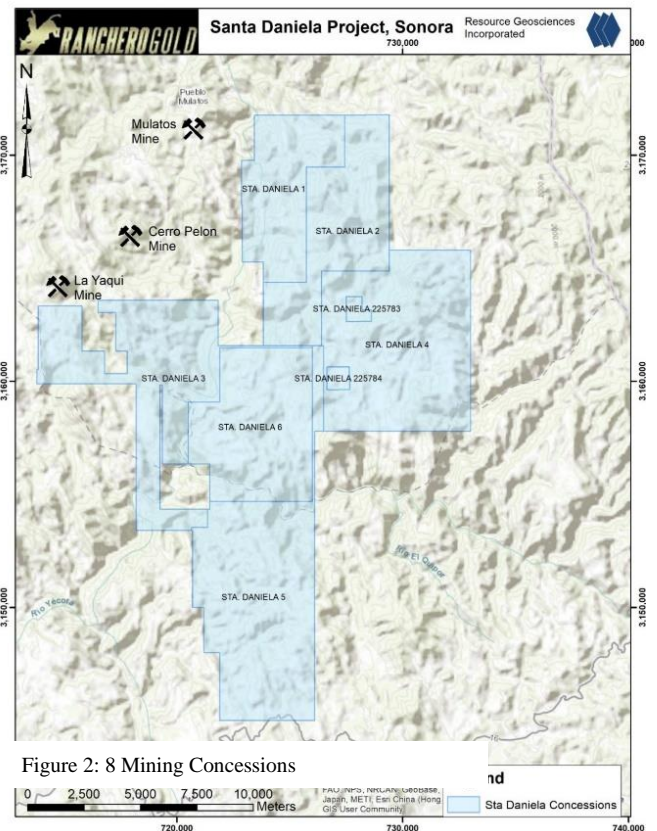 RANCHEROGOLD
Santa Daniela Project, Sonora
Resource Geosciences
Incorporated
730,000
000
N
Pueblo
Mulatos
Mulatos
Mine
3,170,000
3,170,000
STA. DANIELA 1
Cerro Pelon
Mine
STA. DANIELA 2
La Yaqui
Mine
STA. DANIELA 225783
STA. DANIELA 4
3,160,000
STA. DANIELA 3
STA. DANIELA 225784
3,160,000
STA. DANIELA 6
3,150,000
STA. DANIELA 5
3,150,000
16
Figure 2: 8 Mining Concessions
nd
FAO, NPS, NRCAN, GeoBase,
Japan, METI, Esri China (Hong
GIS User Community
Sta Daniela Concessions
0 2,500 5,000 7,500 10,000
Meters
720,000
730,000
740,000